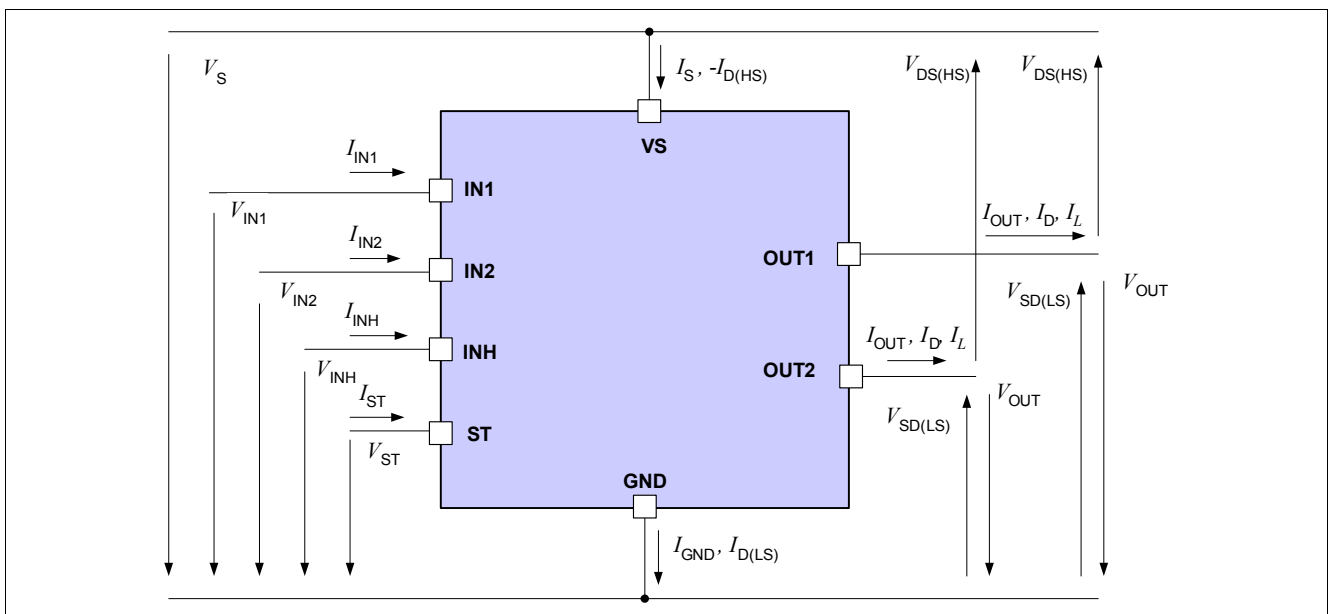 V_S
I_S , -I_D(HS)
V_DS(HS)
V_DS(HS)
VS
I_IN1
IN1
V_IN1
I_IN2
IN2
V_IN2
I_OUT , I_D, I_L
OUT1
V_SD(LS)
V_OUT
I_INH
INH
V_INH
I_OUT , I_D, I_L
OUT2
V_OUT
V_SD(LS)
I_ST
ST
V_ST
GND
I_GND , I_D(LS)